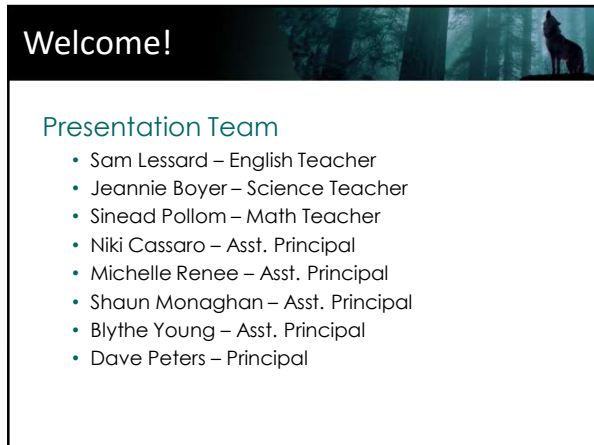 Welcome!
Presentation Team
• Sam Lessard – English Teacher
• Jeannie Boyer – Science Teacher
• Sinead Pollom – Math Teacher
• Niki Cassaro – Asst. Principal
• Michelle Renee – Asst. Principal
• Shaun Monaghan – Asst. Principal
• Blythe Young – Asst. Principal
• Dave Peters – Principal